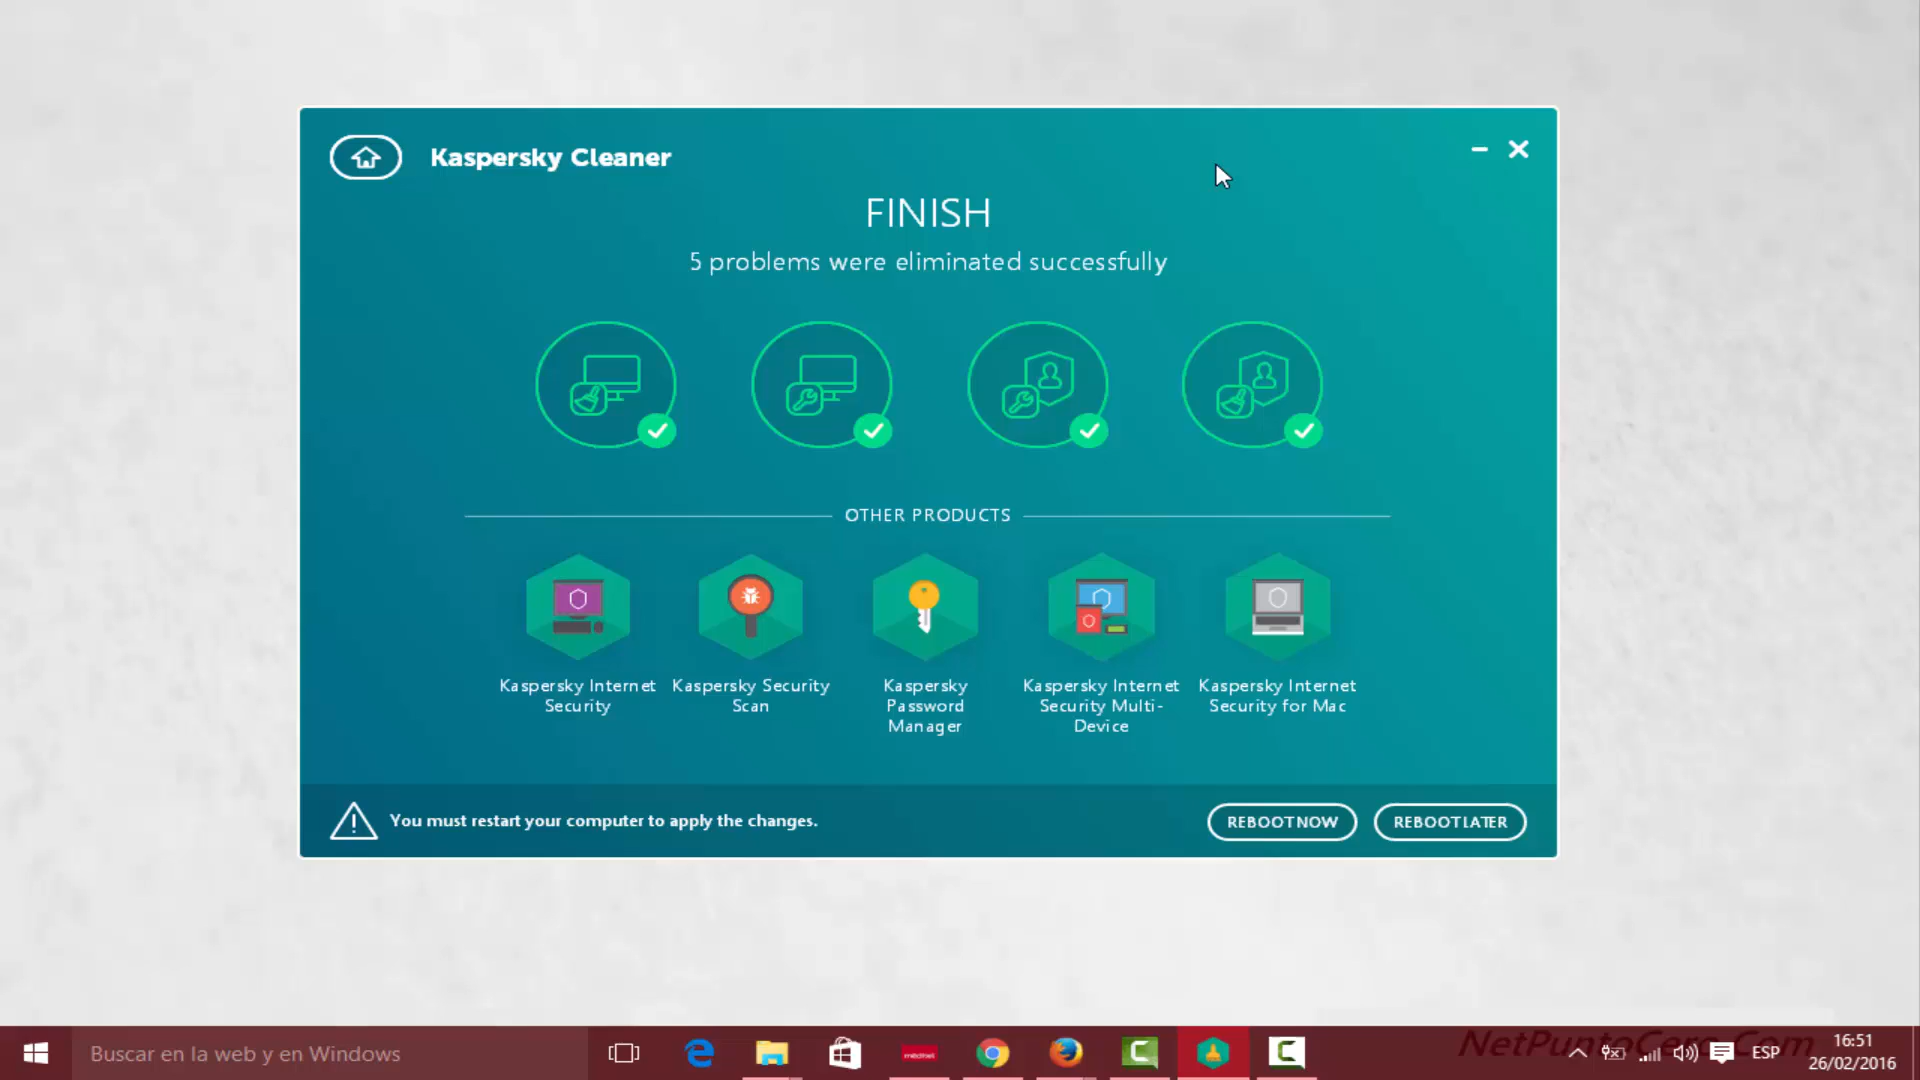 Kaspersky Cleaner
FINISH
5 problems were eliminated successfully
OTHER PRODUCTS
Kaspersky Internet Security
Kaspersky Security Scan
Kaspersky Password Manager
Kaspersky Internet Security Multi-Device
Kaspersky Internet Security for Mac
You must restart your computer to apply the changes.
REBOOT NOW
REBOOT LATER
Buscar en la web y en Windows
NetPuntoCero.Com
ESP
16:51
26/02/2016